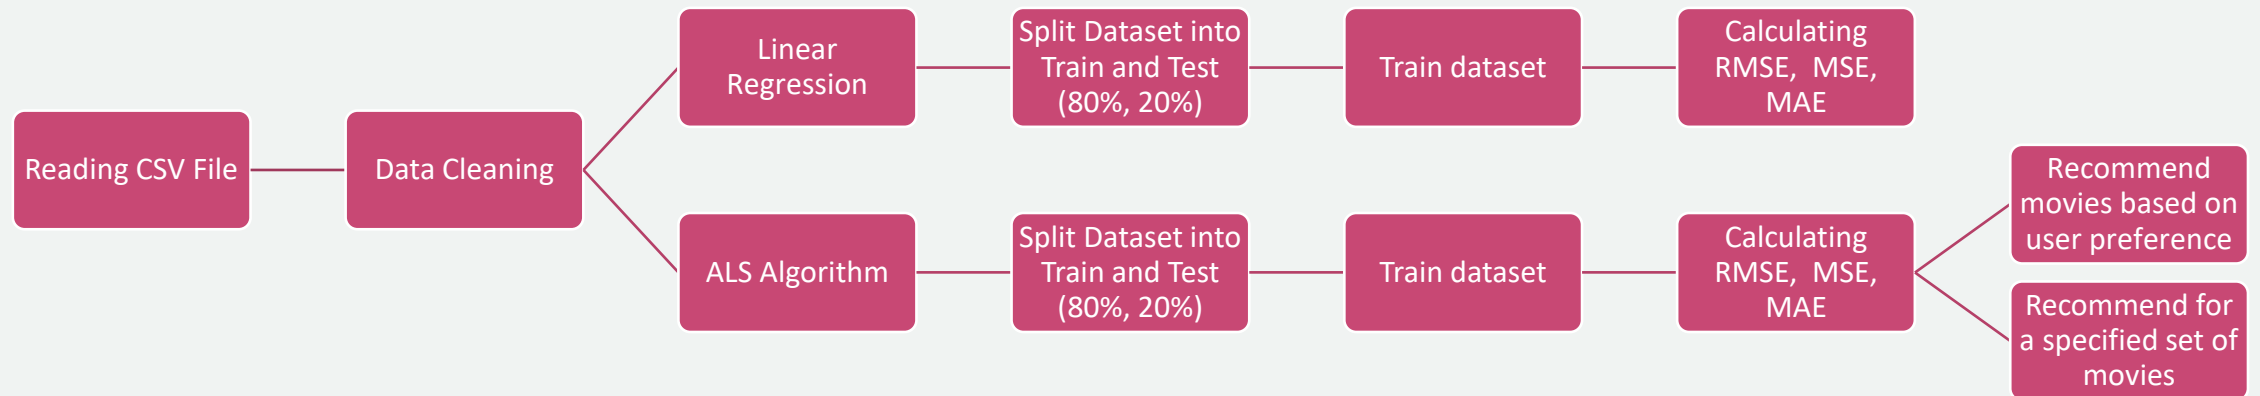 Reading CSV File
Data Cleaning
Linear
Regression
Split Dataset into
Train and Test
(80%, 20%)
Train dataset
Calculating
RMSE,  MSE,
MAE
ALS Algorithm
Split Dataset into
Train and Test
(80%, 20%)
Train dataset
Calculating
RMSE,  MSE,
MAE
Recommend
movies based on
user preference
Recommend for
a specified set of
movies